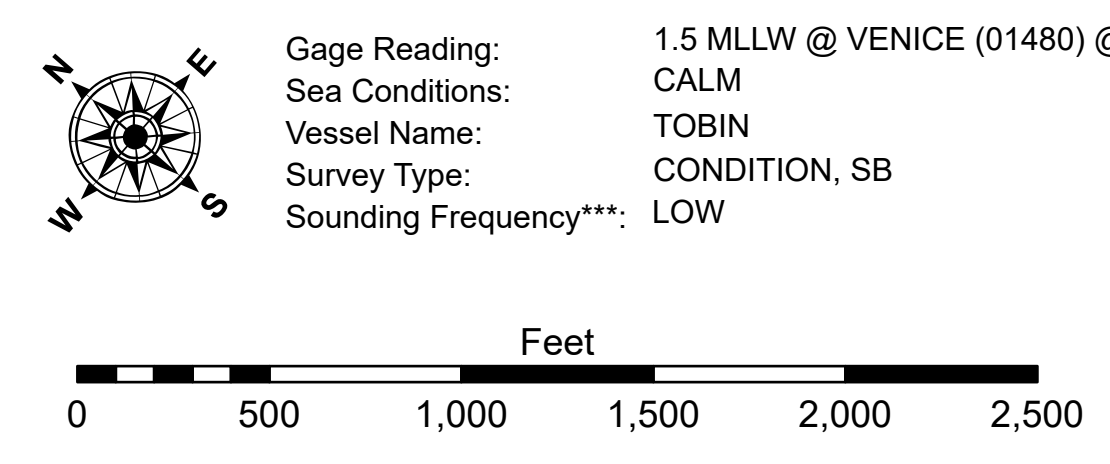 N E
W S
Gage Reading: 1.5 MLLW @ VENICE (01480) @
Sea Conditions: CALM
Vessel Name: TOBIN
Survey Type: CONDITION, SB
Sounding Frequency***: LOW
Feet
0 500 1,000 1,500 2,000 2,500